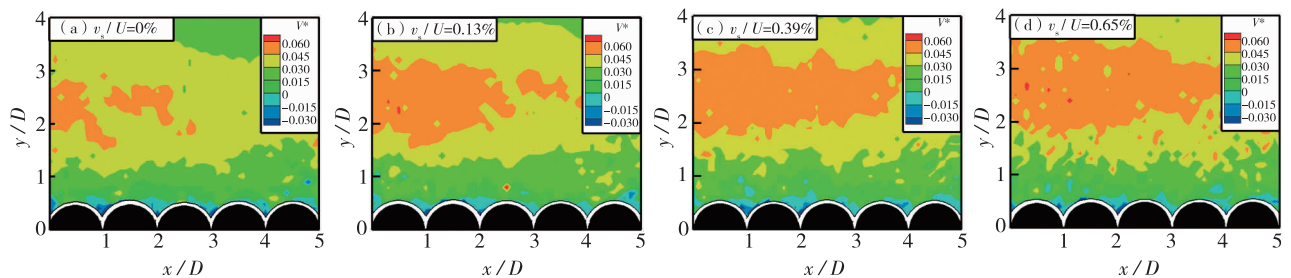 (a) v_s/U=0%
V*
0.060
0.045
0.030
0.015
0
-0.015
-0.030
4
3
2
1
0
y/D
1 2 3 4 5
x/D
(b) v_s/U=0.13%
V*
0.060
0.045
0.030
0.015
0
-0.015
-0.030
4
3
2
1
0
y/D
1 2 3 4 5
x/D
(c) v_s/U=0.39%
V*
0.060
0.045
0.030
0.015
0
-0.015
-0.030
4
3
2
1
0
y/D
1 2 3 4 5
x/D
(d) v_s/U=0.65%
V*
0.060
0.045
0.030
0.015
0
-0.015
-0.030
4
3
2
1
0
y/D
1 2 3 4 5
x/D